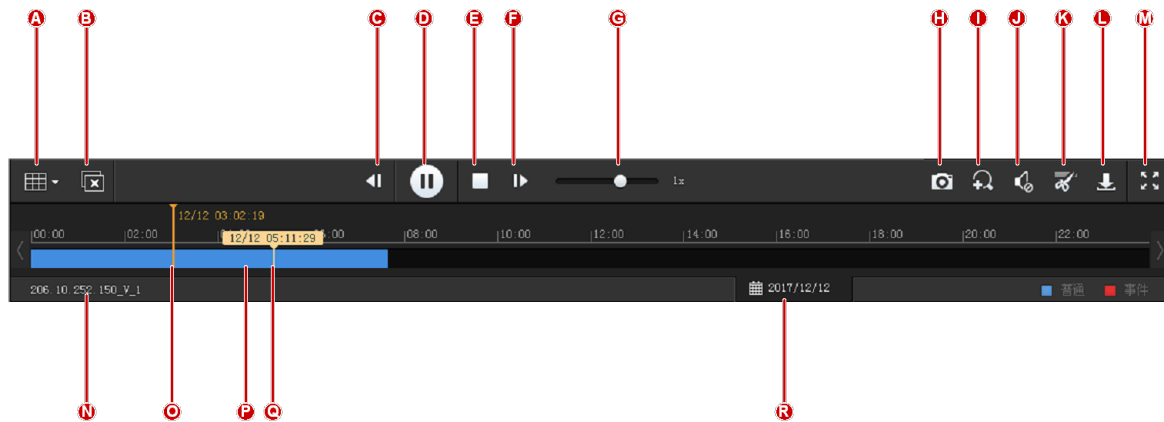 A B C D E F G H I J K L M
1x
12/12 03:02:19
00:00 02:00 08:00 10:00 12:00 14:00 16:00 18:00 20:00 22:00
12/12 05:11:29
206.10.252.150_V_1 2017/12/12 普通 事件
N O P Q R